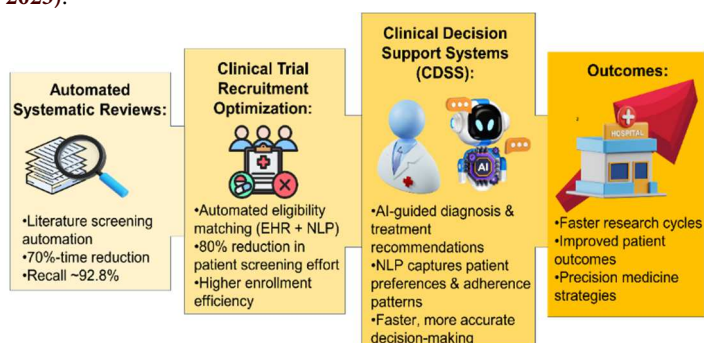 2025).
Automated
Systematic Reviews:
•Literature screening
automation
•70%-time reduction
•Recall ~92.8%
Clinical Trial
Recruitment
Optimization:
•Automated eligibility
matching (EHR + NLP)
•80% reduction in
patient screening effort
•Higher enrollment
efficiency
Clinical Decision
Support Systems
(CDSS):
AI
•AI-guided diagnosis &
treatment
recommendations
•NLP captures patient
preferences & adherence
patterns
•Faster, more accurate
decision-making
Outcomes:
HOSPITAL
•Faster research cycles
•Improved patient
outcomes
•Precision medicine
strategies